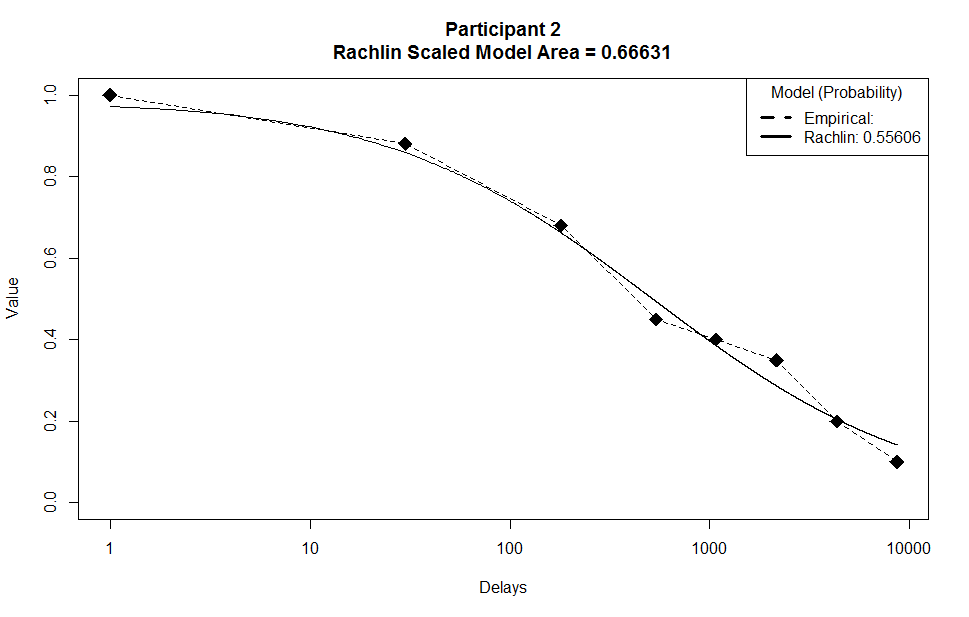 Participant 2
Rachlin Scaled Model Area = 0.66631
Model (Probability)
Empirical:
Rachlin: 0.55606
Value
1.0
0.8
0.6
0.4
0.2
0.0
1 10 100 1000 10000
Delays